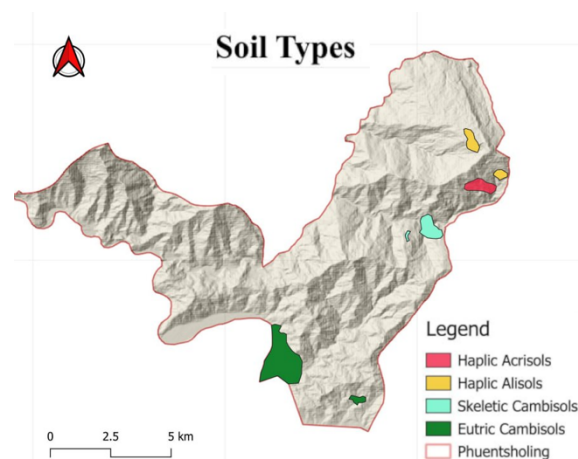 Soil Types
Legend
Haplic Acrisols
Haplic Alisols
Skeletic Cambisols
Eutric Cambisols
Phuentsholing
0 2.5 5 km